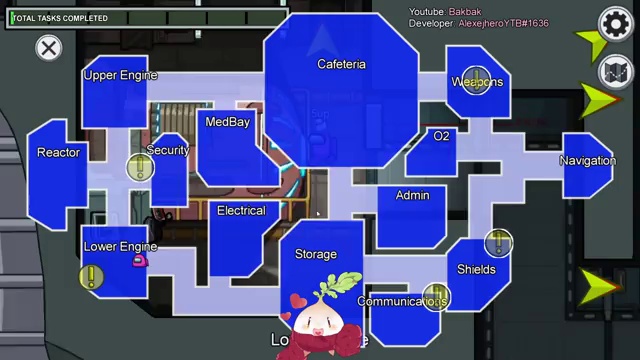 TOTAL TASKS COMPLETED
Youtube: Bakbak
Developer: AlexejheroYTB#1636
Cafeteria
Upper Engine
Weapons
MedBay
O2
Reactor
Security
Navigation
Admin
Electrical
Lower Engine
Storage
Shields
Communications
Lo
e